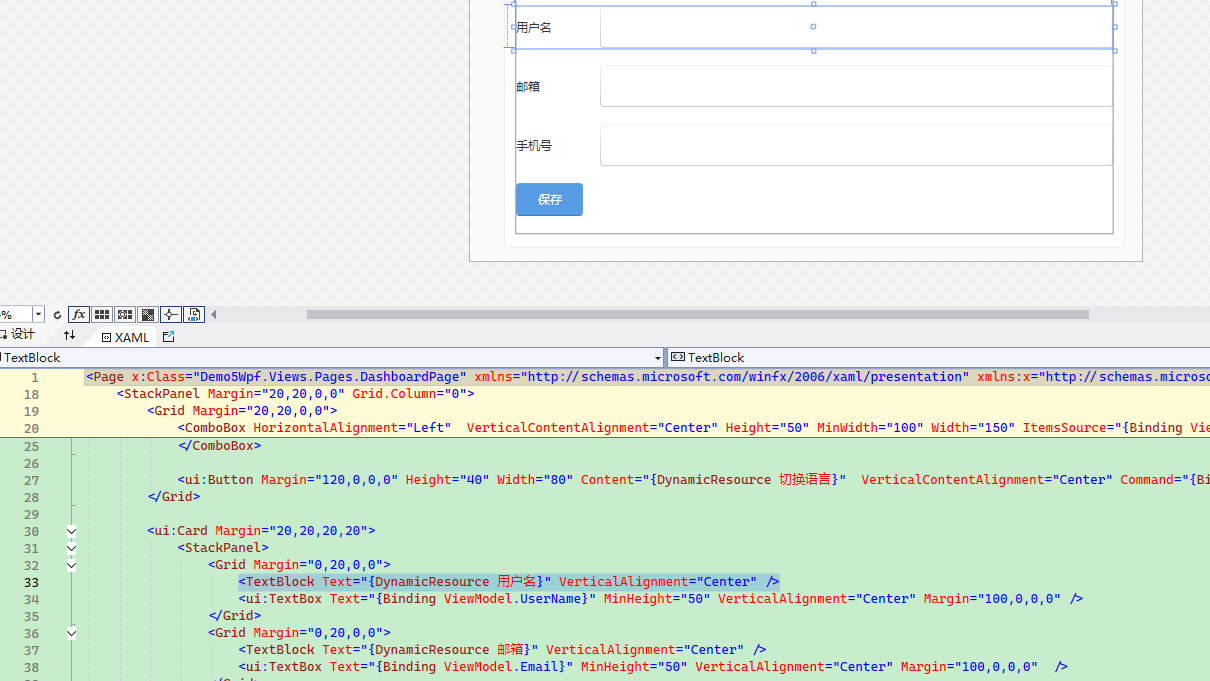 用户名
邮箱
手机号
保存
%
fx
设计
XAML
TextBlock
TextBlock
1 <Page x:Class="Demo5Wpf.Views.Pages.DashboardPage" xmlns="http://schemas.microsoft.com/winfx/2006/xaml/presentation" xmlns:x="http://schemas.microso
18 <StackPanel Margin="20,20,0,0" Grid.Column="0">
19 <Grid Margin="20,20,0,0">
20 <ComboBox HorizontalAlignment="Left"  VerticalContentAlignment="Center" Height="50" MinWidth="100" Width="150" ItemsSource="{Binding Vie
25 </ComboBox>
26
27 <ui:Button Margin="120,0,0,0" Height="40" Width="80" Content="{DynamicResource 切换语言}"  VerticalContentAlignment="Center" Command="{Bi
28 </Grid>
29
30 <ui:Card Margin="20,20,20,20">
31 <StackPanel>
32 <Grid Margin="0,20,0,0">
33 <TextBlock Text="{DynamicResource 用户名}" VerticalAlignment="Center" />
34 <ui:TextBox Text="{Binding ViewModel.UserName}" MinHeight="50" VerticalAlignment="Center" Margin="100,0,0,0" />
35 </Grid>
36 <Grid Margin="0,20,0,0">
37 <TextBlock Text="{DynamicResource 邮箱}" VerticalAlignment="Center" />
38 <ui:TextBox Text="{Binding ViewModel.Email}" MinHeight="50" VerticalAlignment="Center" Margin="100,0,0,0"  />